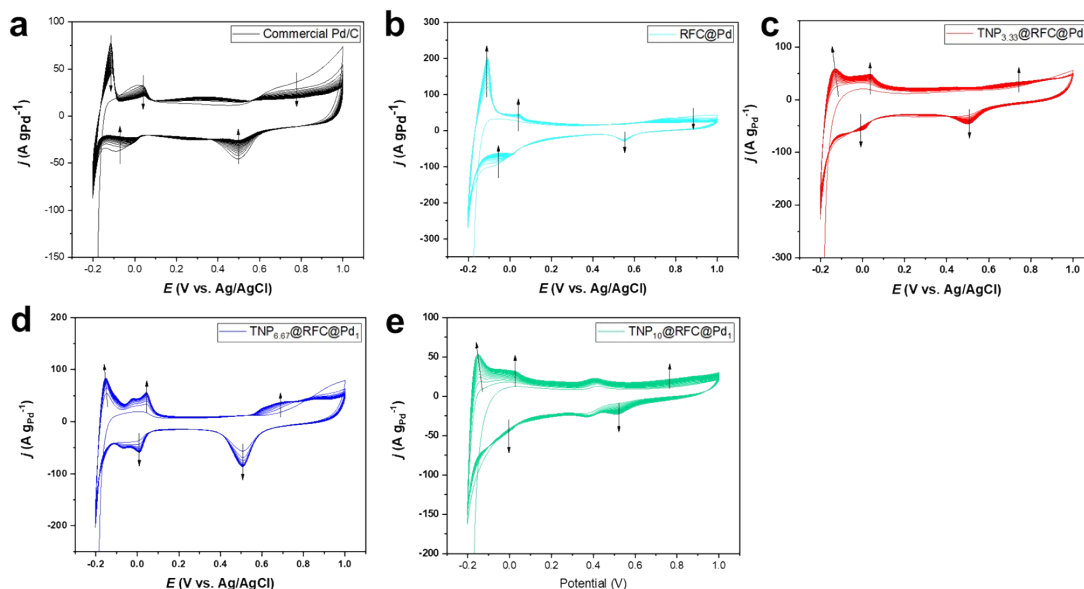 a
Commercial Pd/C
100
50
0
-50
-100
-150
j (A gPd⁻¹)
-0.2 0.0 0.2 0.4 0.6 0.8 1.0
E (V vs. Ag/AgCl)
b
RFC@Pd
300
200
100
0
-100
-200
-300
j (A gPd⁻¹)
-0.2 0.0 0.2 0.4 0.6 0.8 1.0
E (V vs. Ag/AgCl)
c
TNP₃.₃₃@RFC@Pd
150
100
50
0
-50
-100
-200
-300
j (A gPd⁻¹)
-0.2 0.0 0.2 0.4 0.6 0.8 1.0
E (V vs. Ag/AgCl)
d
TNP₆.₆₇@RFC@Pd₁
200
100
0
-100
-200
j (A gPd⁻¹)
-0.2 0.0 0.2 0.4 0.6 0.8 1.0
E (V vs. Ag/AgCl)
e
TNP₁₀@RFC@Pd₁
100
50
0
-50
-100
-150
-200
j (A gPd⁻¹)
-0.2 0.0 0.2 0.4 0.6 0.8 1.0
Potential (V)